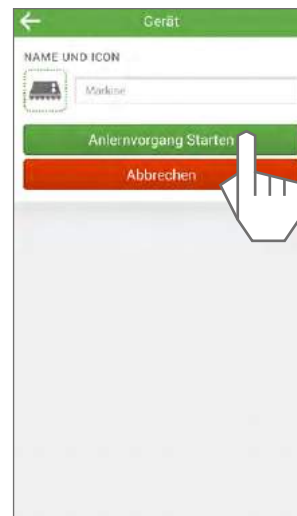 Gerät
NAME UND ICON
Markise
Anlernvorgang Starten
Abbrechen